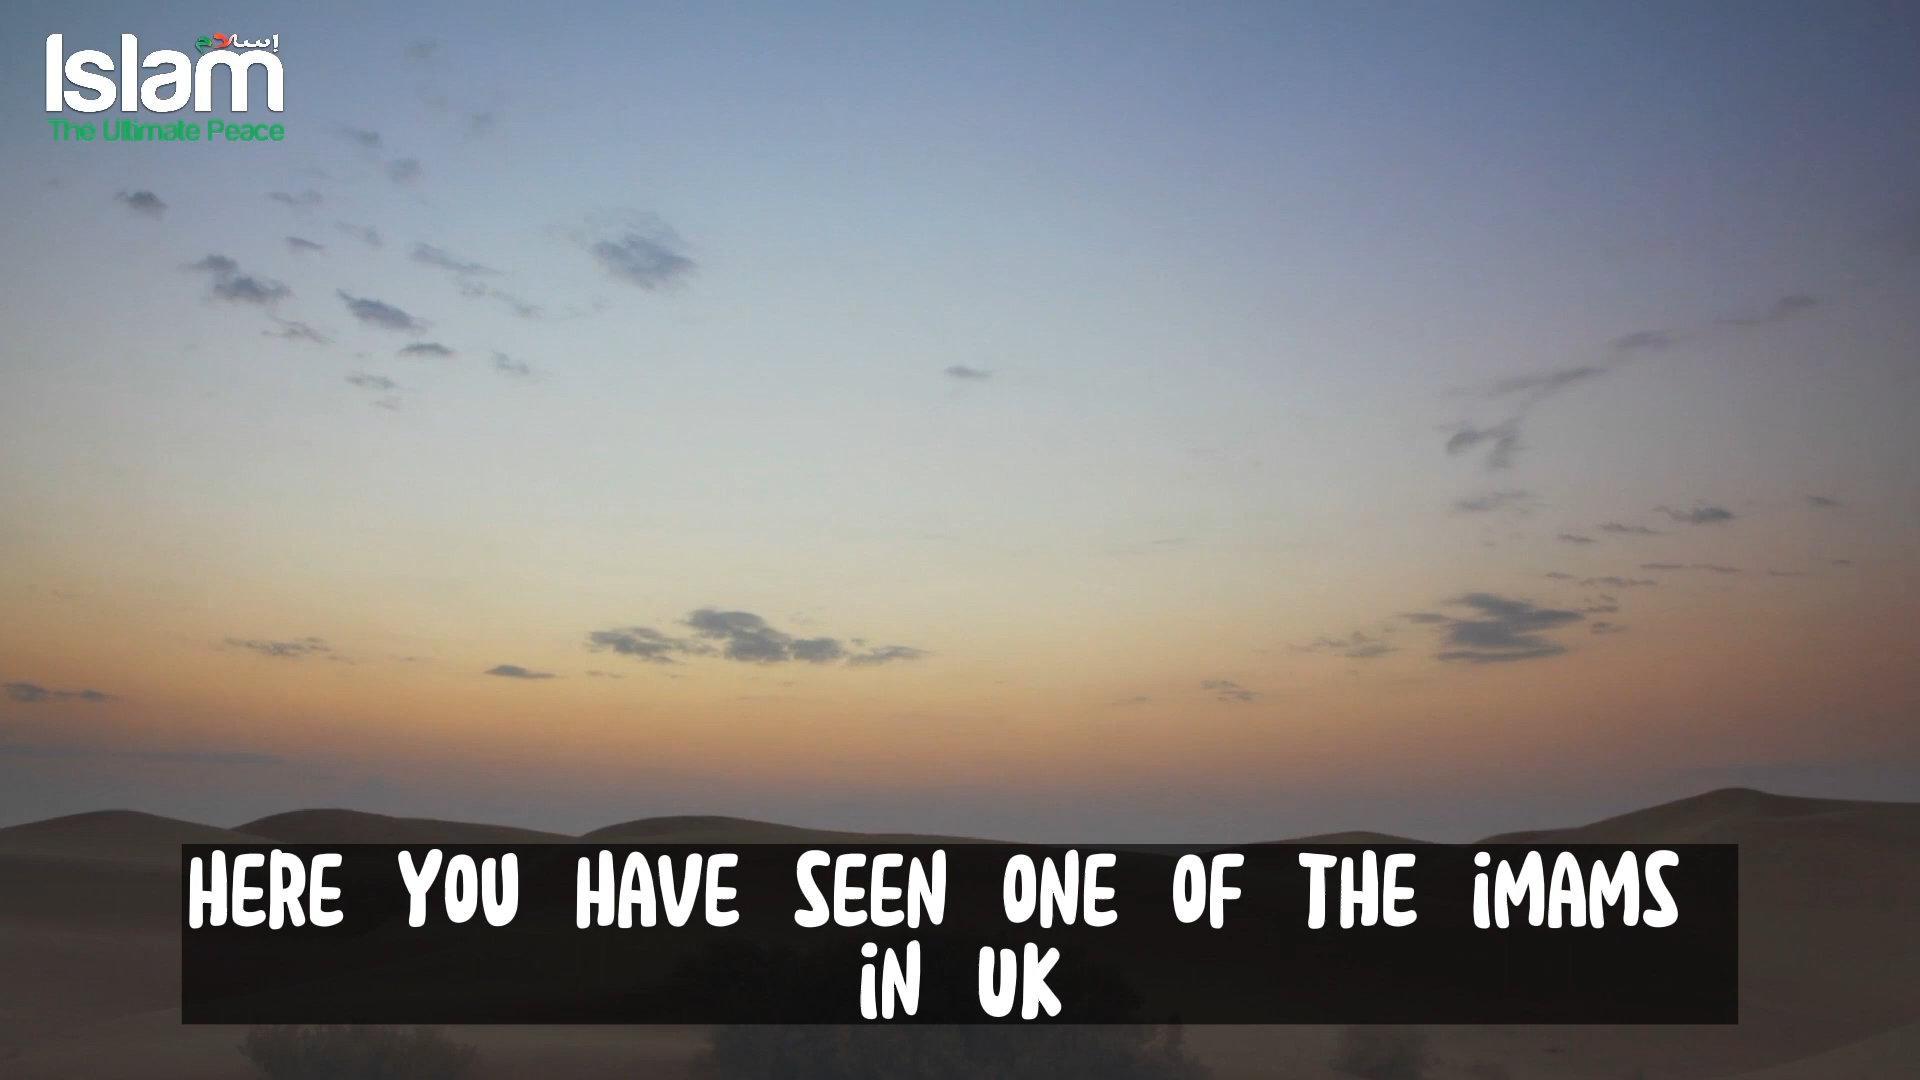 إسلام
Islam
The Ultimate Peace
HERE YOU HAVE SEEN ONE OF THE iMAMS
iN UK